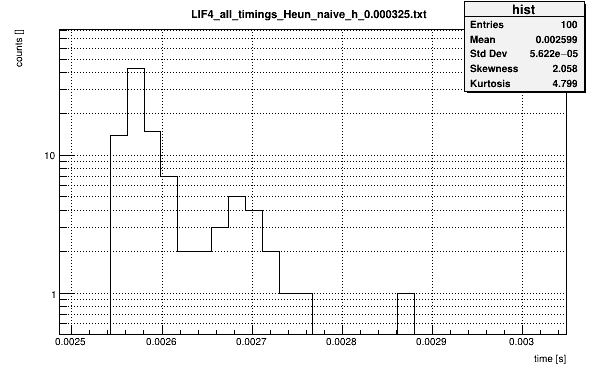 LIF4_all_timings_Heun_naive_h_0.000325.txt
hist
Entries 100
Mean 0.002599
Std Dev 5.622e−05
Skewness 2.058
Kurtosis 4.799
counts []
10
1
0.0025 0.0026 0.0027 0.0028 0.0029 0.003
time [s]